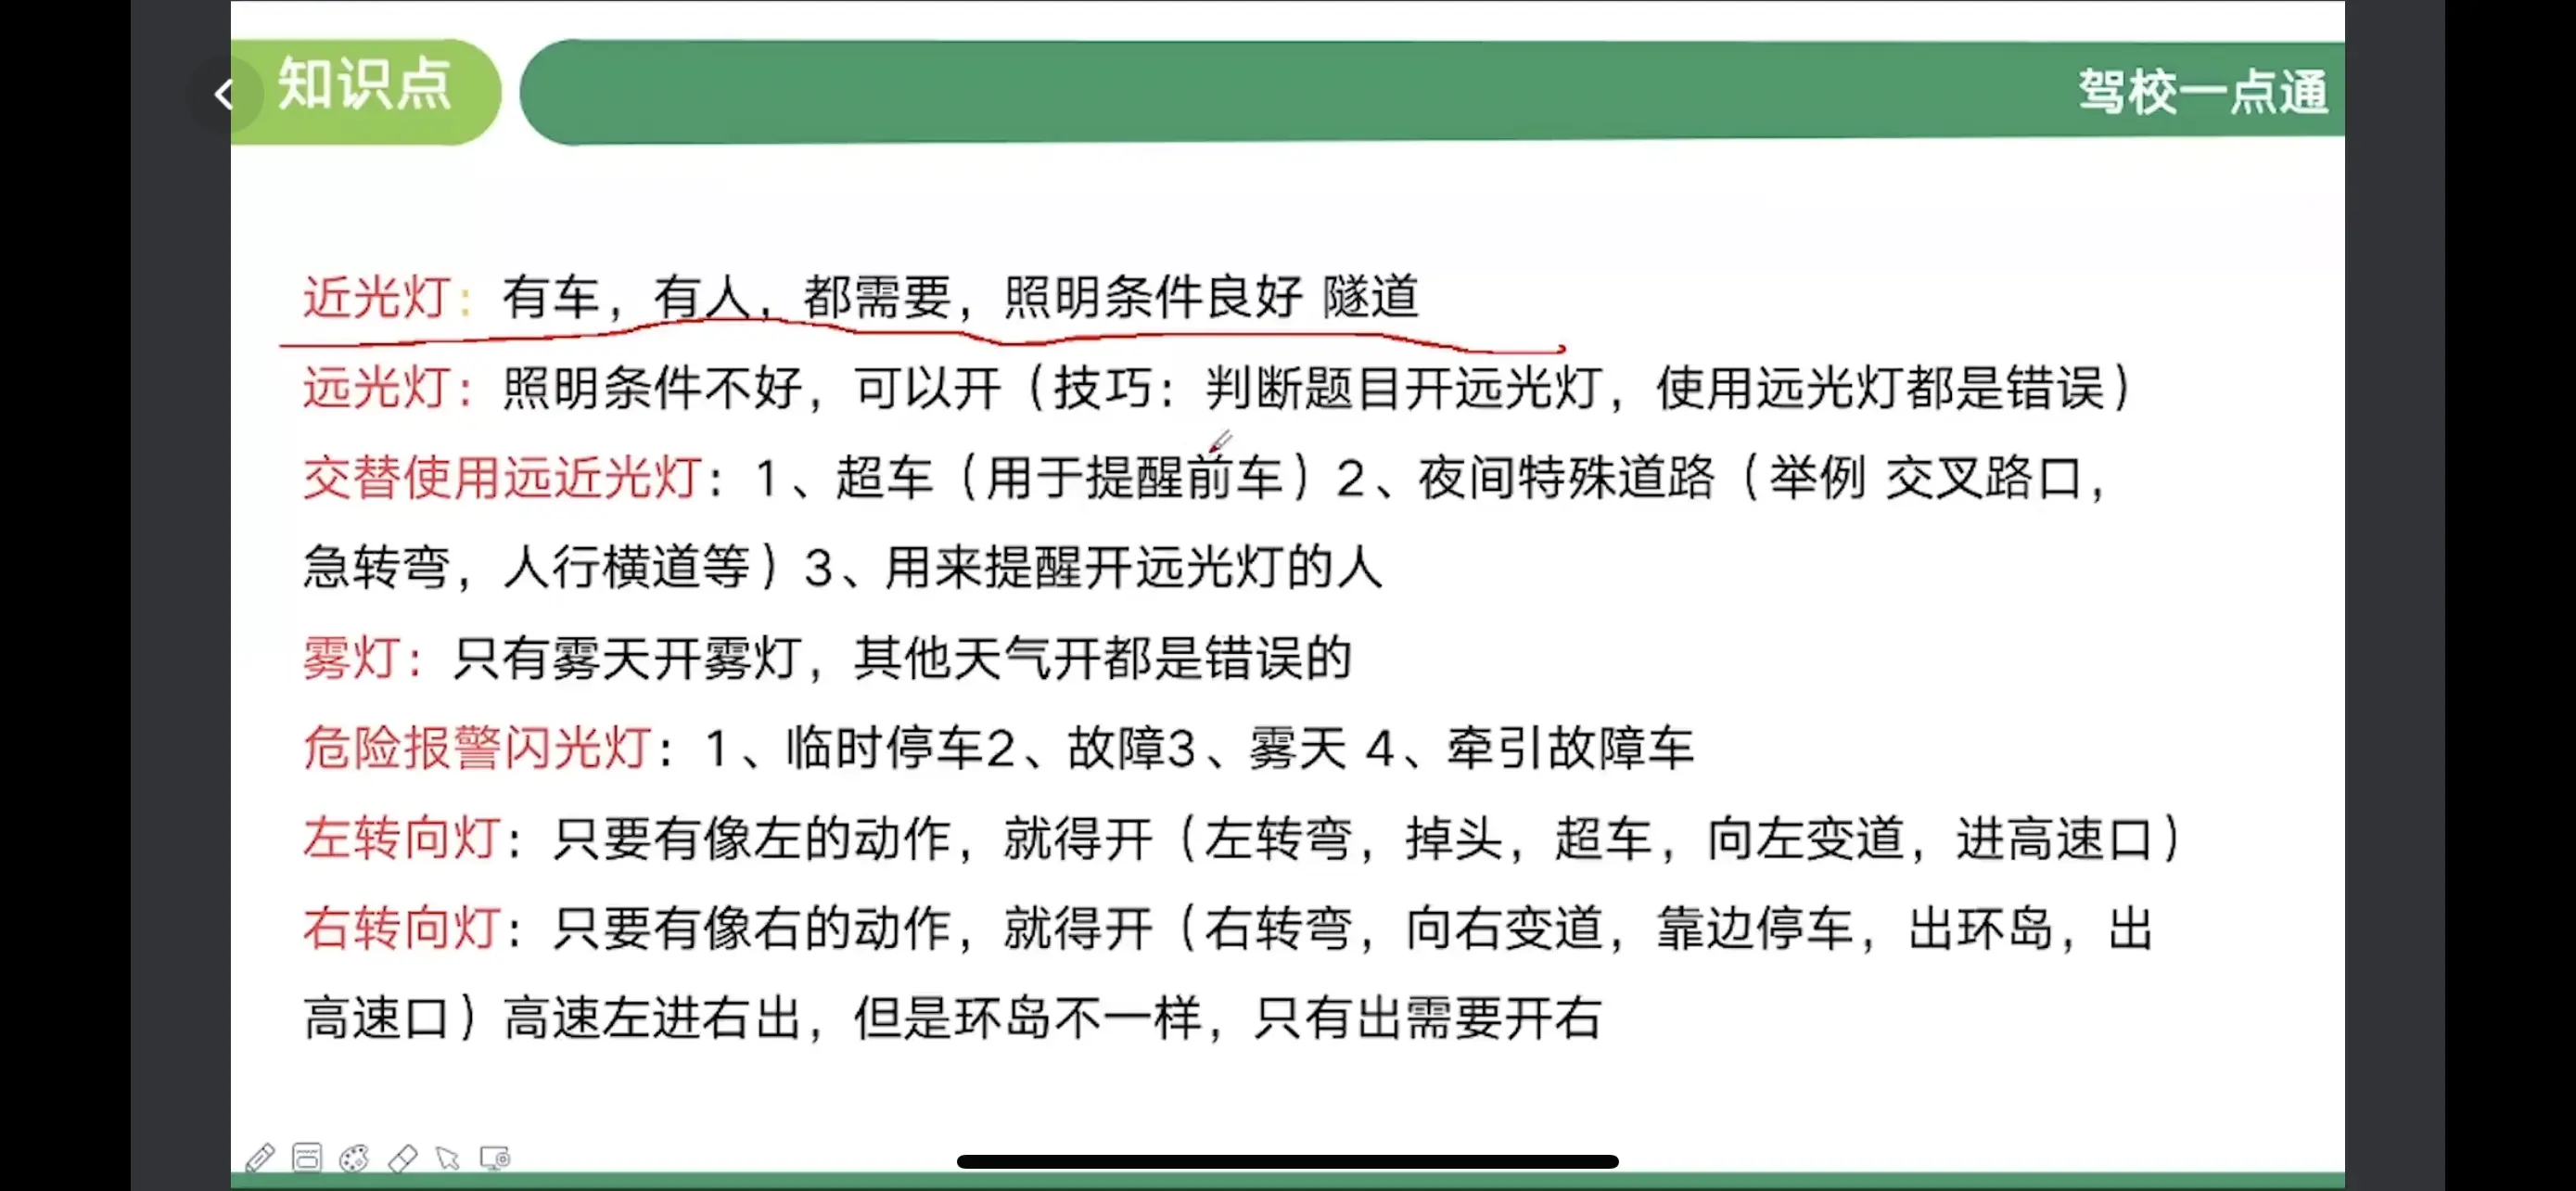 知识点
驾校一点通
近光灯：有车，有人，都需要，照明条件良好 隧道
远光灯：照明条件不好，可以开（技巧：判断题目开远光灯，使用远光灯都是错误）
交替使用远近光灯：1、超车（用于提醒前车）2、夜间特殊道路（举例 交叉路口，
急转弯，人行横道等）3、用来提醒开远光灯的人
雾灯：只有雾天开雾灯，其他天气开都是错误的
危险报警闪光灯：1、临时停车2、故障3、雾天 4、牵引故障车
左转向灯：只要有像左的动作，就得开（左转弯，掉头，超车，向左变道，进高速口）
右转向灯：只要有像右的动作，就得开（右转弯，向右变道，靠边停车，出环岛，出
高速口）高速左进右出，但是环岛不一样，只有出需要开右